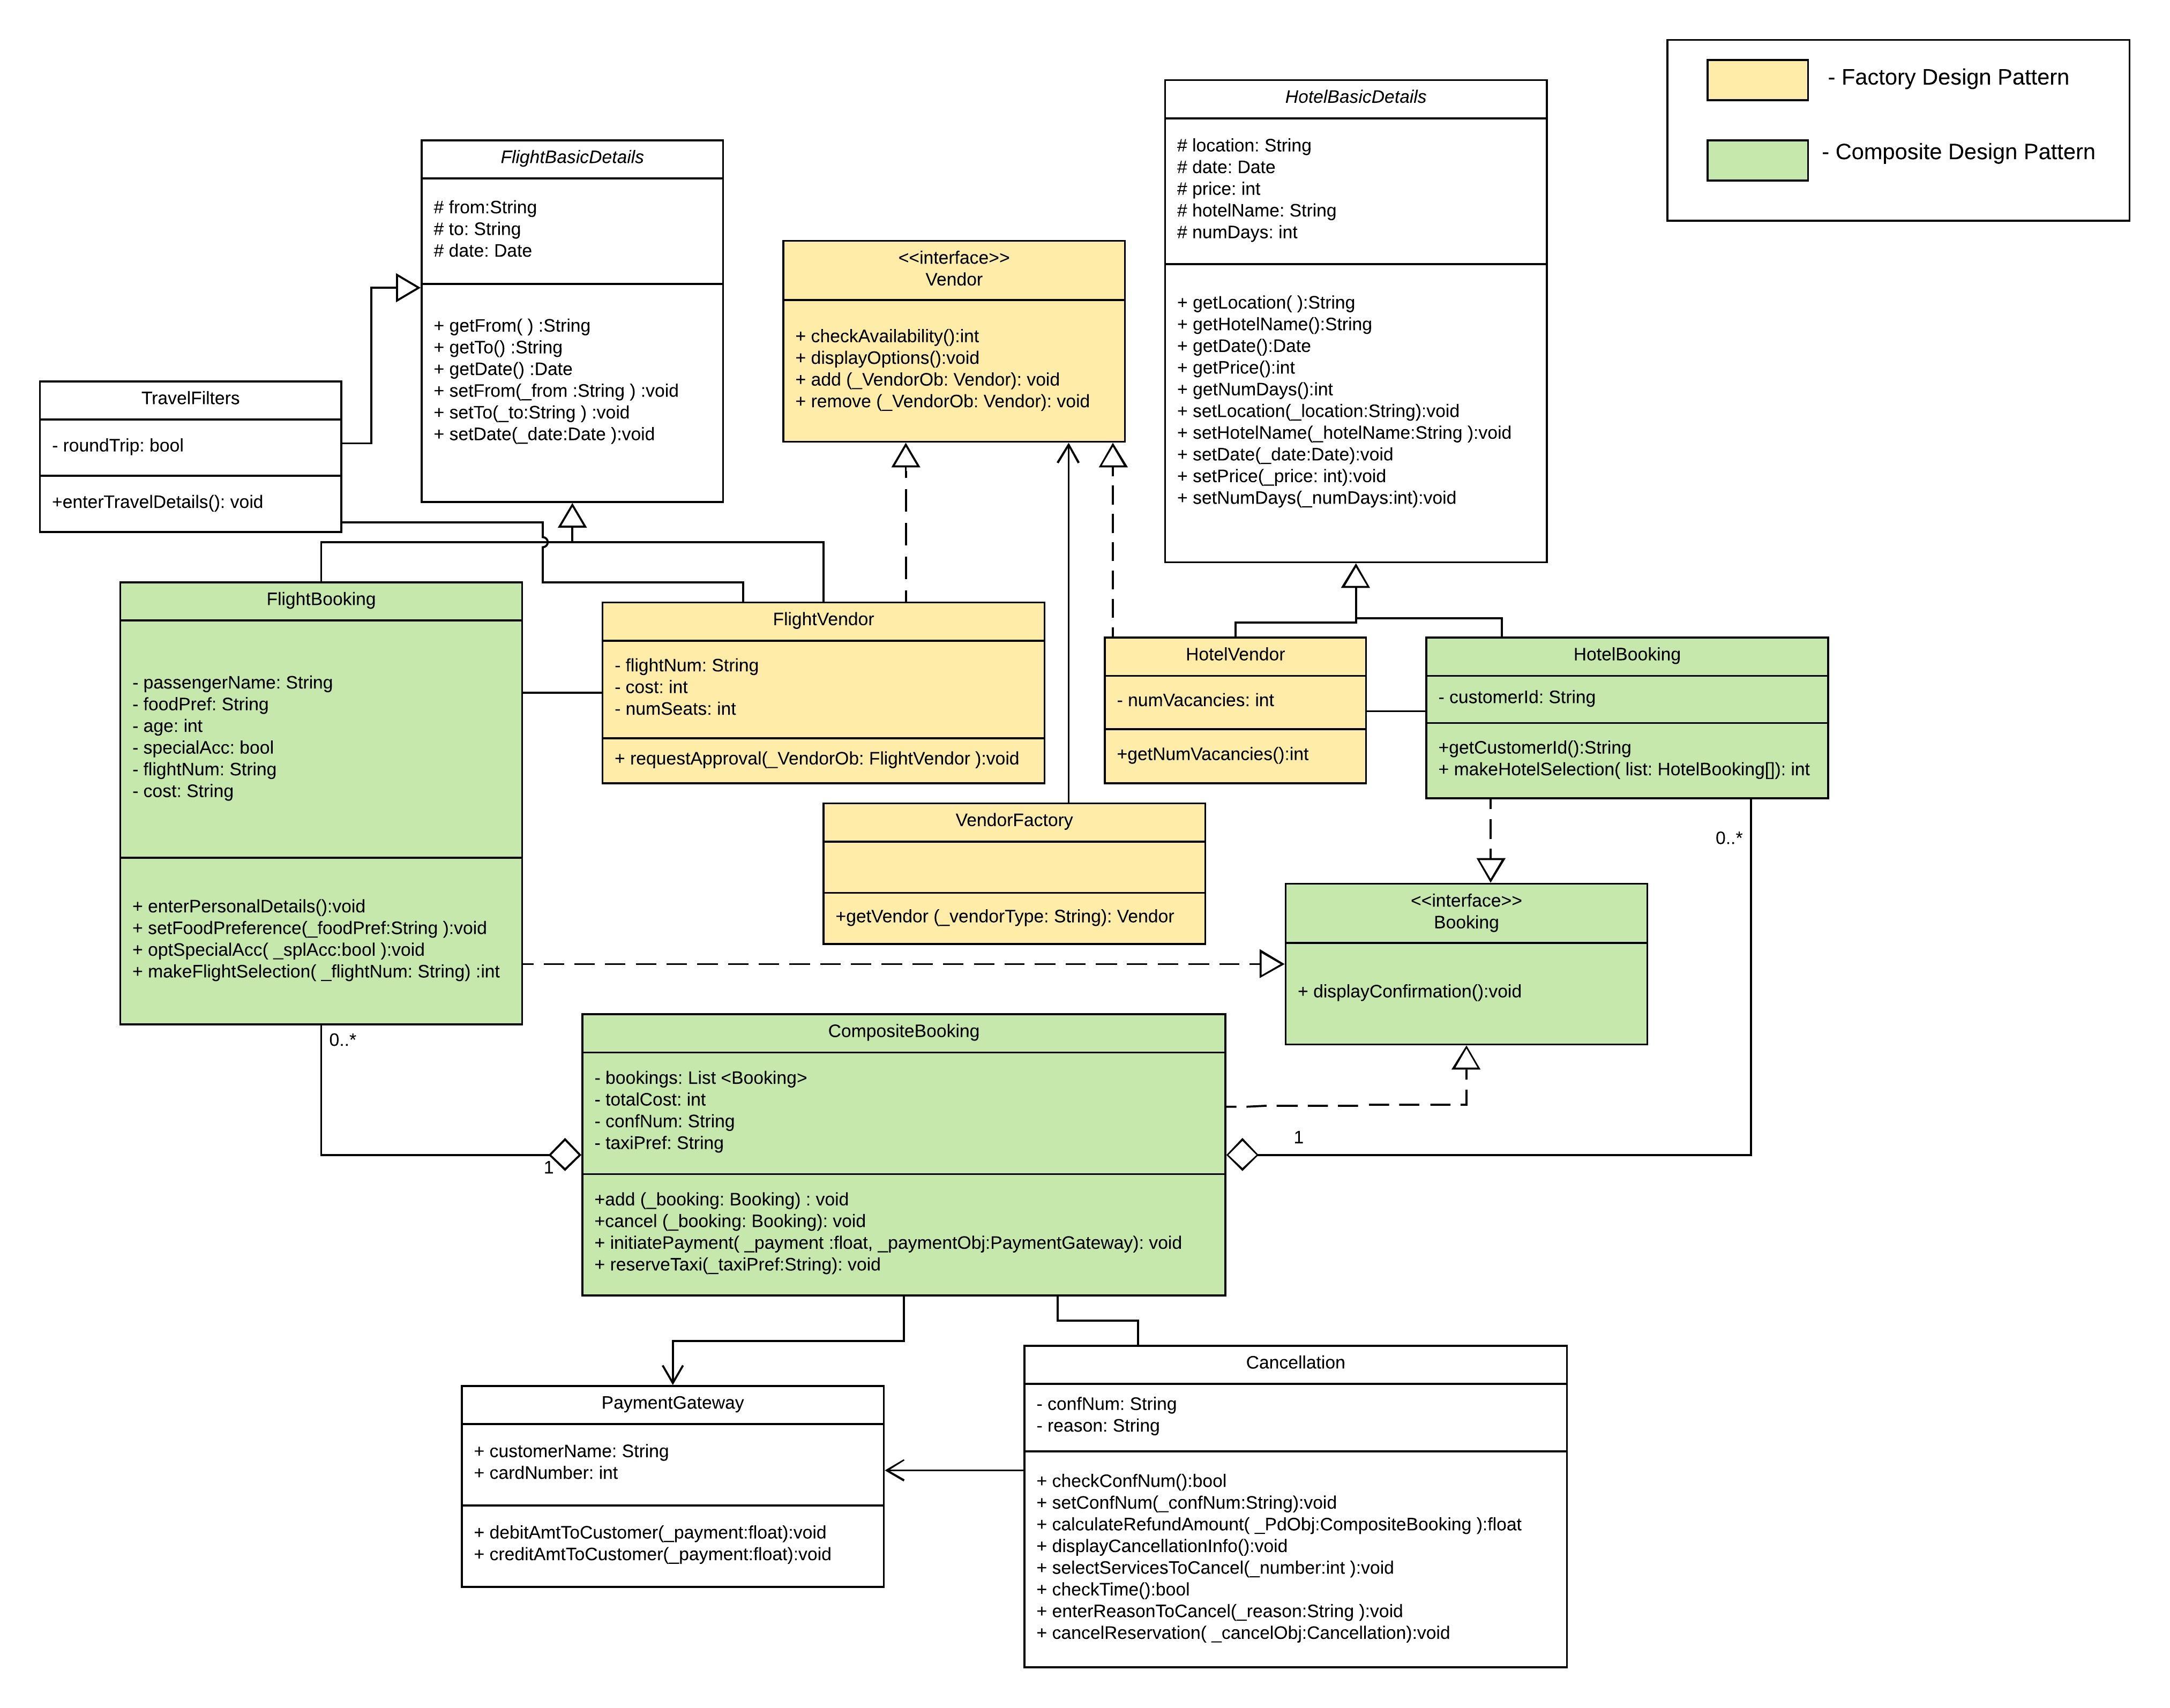 - Factory Design Pattern
- Composite Design Pattern
HotelBasicDetails
# location: String
# date: Date
# price: int
# hotelName: String
# numDays: int
+ getLocation( ):String
+ getHotelName():String
+ getDate():Date
+ getPrice():int
+ getNumDays():int
+ setLocation(_location:String):void
+ setHotelName(_hotelName:String ):void
+ setDate(_date:Date):void
+ setPrice(_price: int):void
+ setNumDays(_numDays:int):void
FlightBasicDetails
# from:String
# to: String
# date: Date
+ getFrom( ) :String
+ getTo() :String
+ getDate() :Date
+ setFrom(_from :String ) :void
+ setTo(_to:String ) :void
+ setDate(_date:Date ):void
<<interface>>
Vendor
+ checkAvailability():int
+ displayOptions():void
+ add (_VendorOb: Vendor): void
+ remove (_VendorOb: Vendor): void
TravelFilters
- roundTrip: bool
+enterTravelDetails(): void
FlightBooking
- passengerName: String
- foodPref: String
- age: int
- specialAcc: bool
- flightNum: String
- cost: String
+ enterPersonalDetails():void
+ setFoodPreference(_foodPref:String ):void
+ optSpecialAcc( _splAcc:bool ):void
+ makeFlightSelection( _flightNum: String) :int
FlightVendor
- flightNum: String
- cost: int
- numSeats: int
+ requestApproval(_VendorOb: FlightVendor ):void
HotelVendor
- numVacancies: int
+getNumVacancies():int
HotelBooking
- customerId: String
+getCustomerId():String
+ makeHotelSelection( list: HotelBooking[]): int
VendorFactory
+getVendor (_vendorType: String): Vendor
0..*
<<interface>>
Booking
+ displayConfirmation():void
0..*
CompositeBooking
- bookings: List <Booking>
- totalCost: int
- confNum: String
- taxiPref: String
+add (_booking: Booking) : void
+cancel (_booking: Booking): void
+ initiatePayment( _payment :float, _paymentObj:PaymentGateway): void
+ reserveTaxi(_taxiPref:String): void
1
1
PaymentGateway
+ customerName: String
+ cardNumber: int
+ debitAmtToCustomer(_payment:float):void
+ creditAmtToCustomer(_payment:float):void
Cancellation
- confNum: String
- reason: String
+ checkConfNum():bool
+ setConfNum(_confNum:String):void
+ calculateRefundAmount( _PdObj:CompositeBooking ):float
+ displayCancellationInfo():void
+ selectServicesToCancel(_number:int ):void
+ checkTime():bool
+ enterReasonToCancel(_reason:String ):void
+ cancelReservation( _cancelObj:Cancellation):void